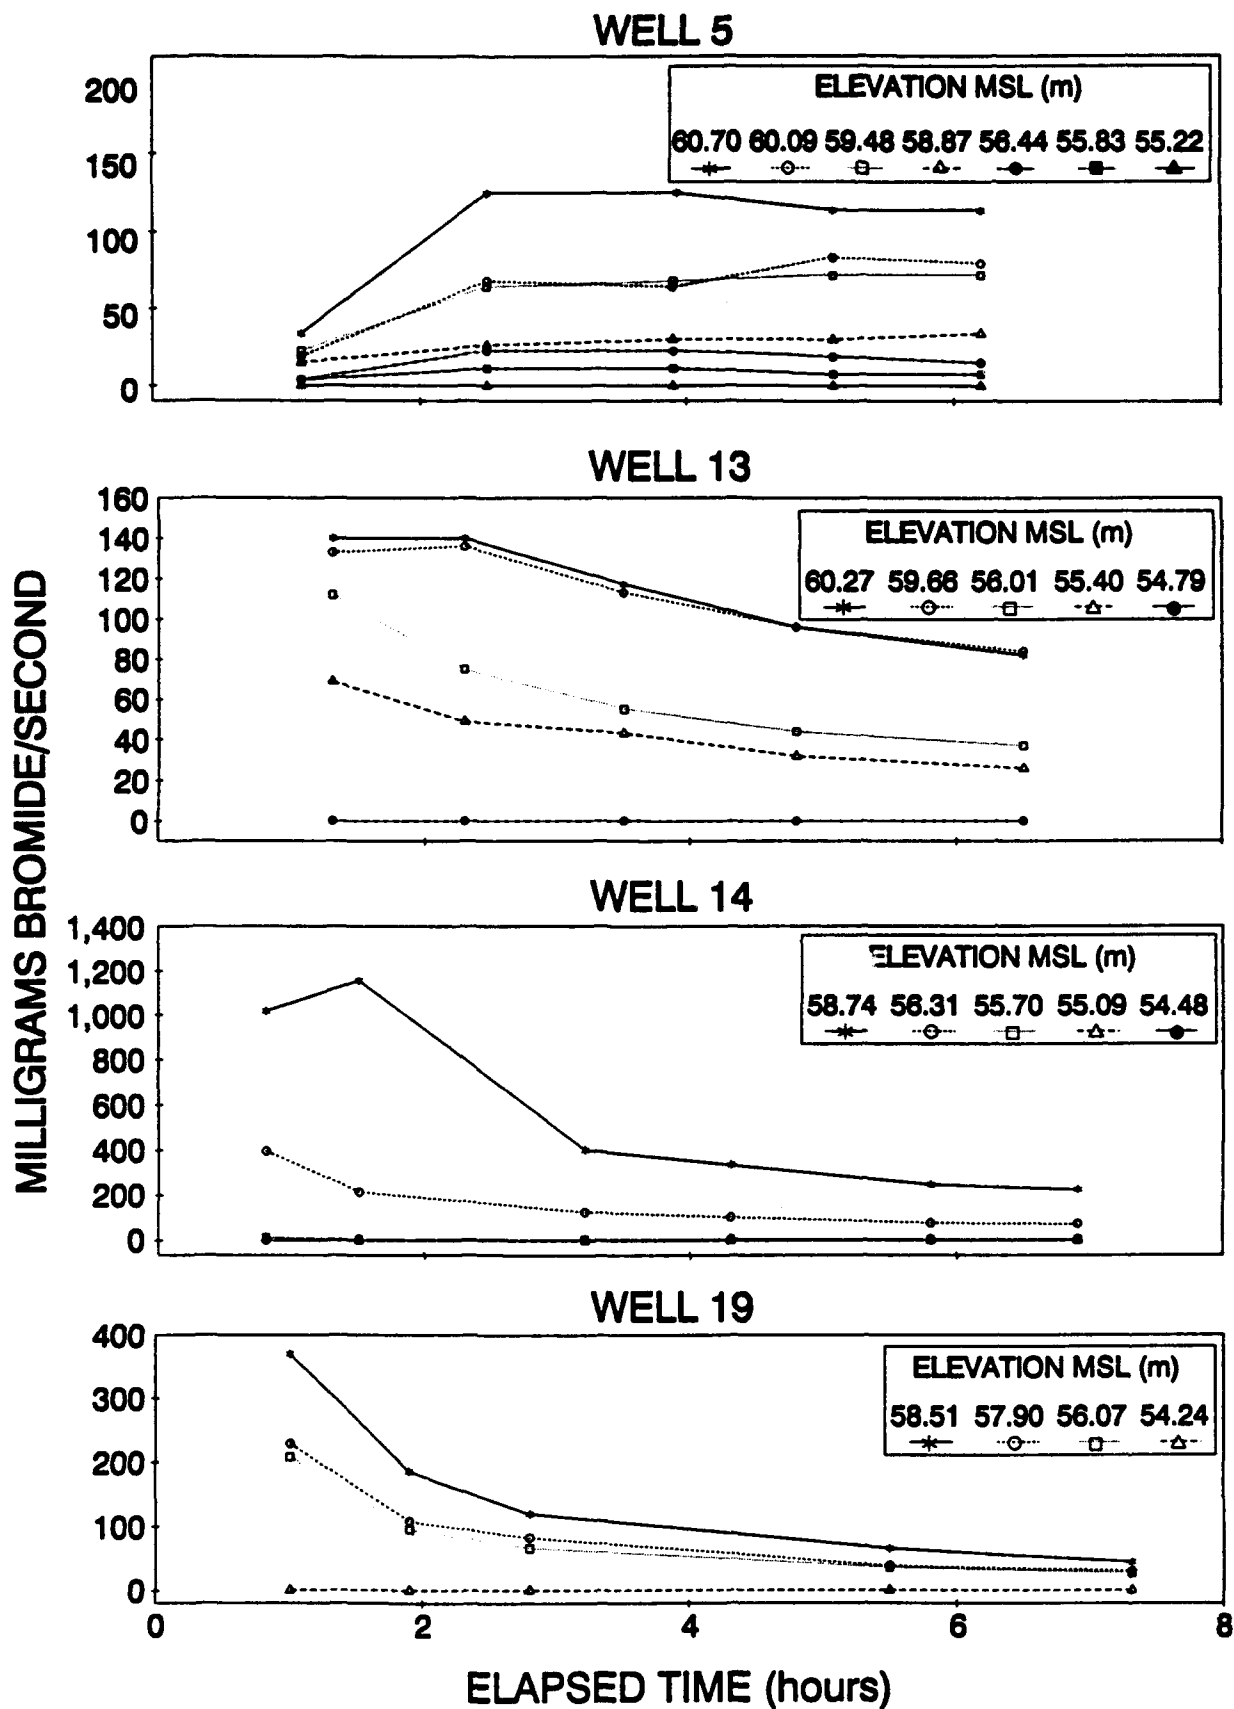 WELL 5
200
150
100
50
0
ELEVATION MSL (m)
60.70 60.09 59.48 58.87 56.44 55.83 55.22
WELL 13
160
140
120
100
80
60
40
20
0
ELEVATION MSL (m)
60.27 59.66 56.01 55.40 54.79
MILLIGRAMS BROMIDE/SECOND
WELL 14
1,400
1,200
1,000
800
600
400
200
0
ELEVATION MSL (m)
58.74 56.31 55.70 55.09 54.48
WELL 19
400
300
200
100
0
ELEVATION MSL (m)
58.51 57.90 56.07 54.24
0 2 4 6 8
ELAPSED TIME (hours)